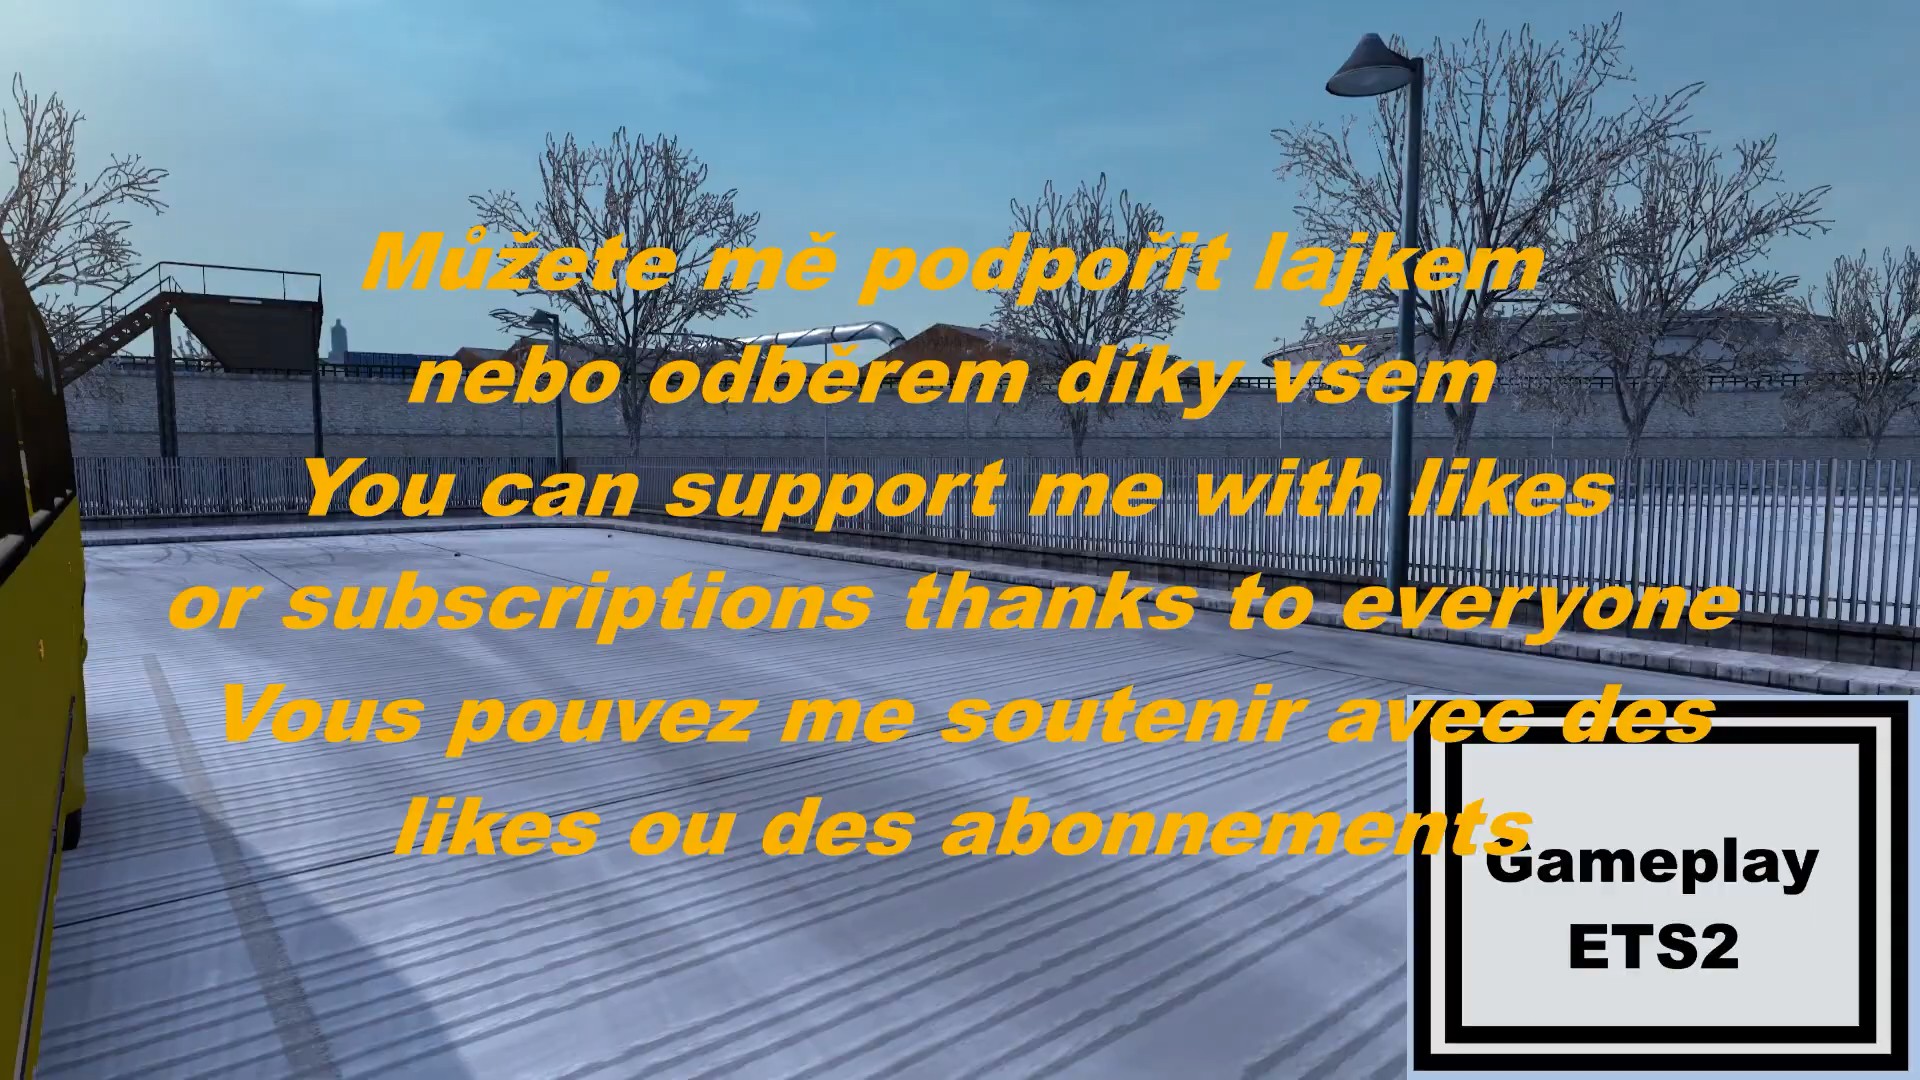 Můžete mě podpořit lajkem
nebo odběrem díky všem
You can support me with likes
or subscriptions thanks to everyone
Vous pouvez me soutenir avec des
likes ou des abonnements
Gameplay
ETS2